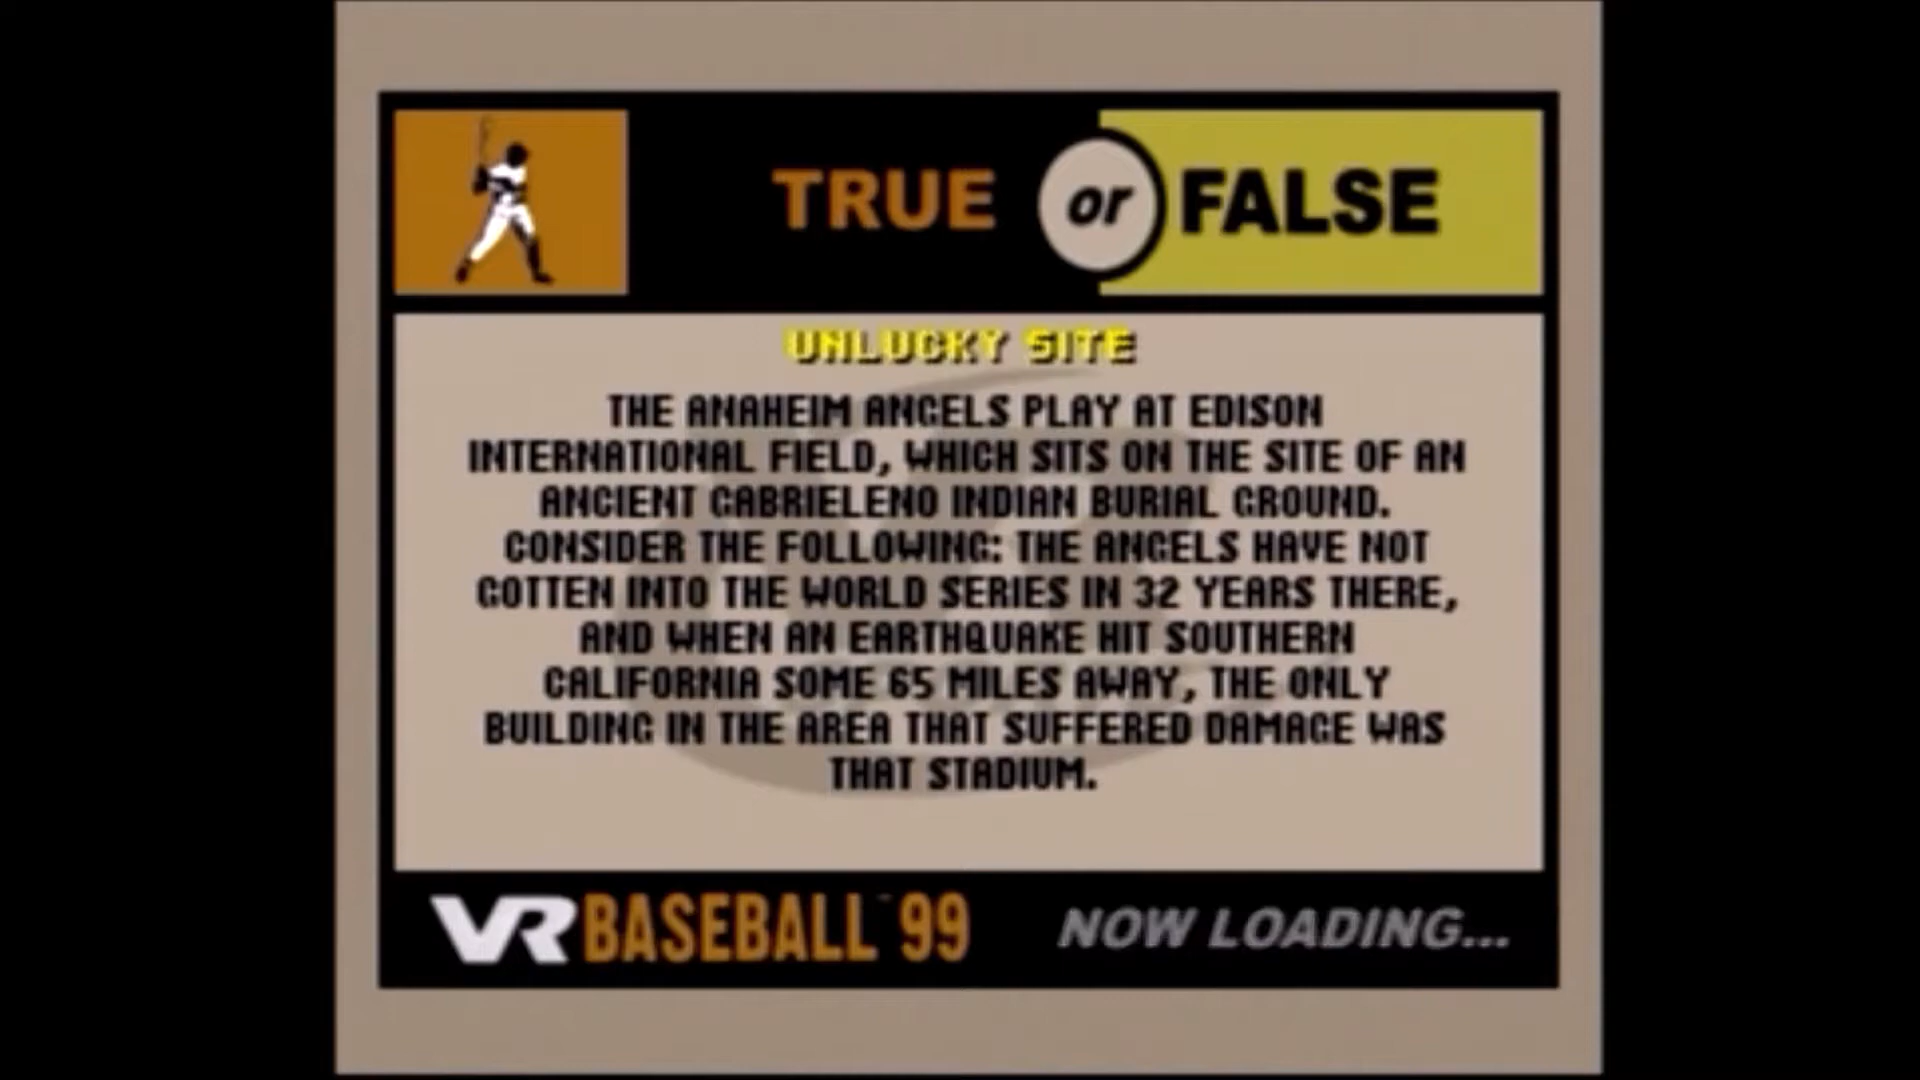 TRUE or FALSE
UNLUCKY SITE
THE ANAHEIM ANGELS PLAY AT EDISON
INTERNATIONAL FIELD, WHICH SITS ON THE SITE OF AN
ANCIENT GABRIELENO INDIAN BURIAL GROUND.
CONSIDER THE FOLLOWING: THE ANGELS HAVE NOT
GOTTEN INTO THE WORLD SERIES IN 32 YEARS THERE,
AND WHEN AN EARTHQUAKE HIT SOUTHERN
CALIFORNIA SOME 65 MILES AWAY, THE ONLY
BUILDING IN THE AREA THAT SUFFERED DAMAGE WAS
THAT STADIUM.
VR BASEBALL '99 NOW LOADING...